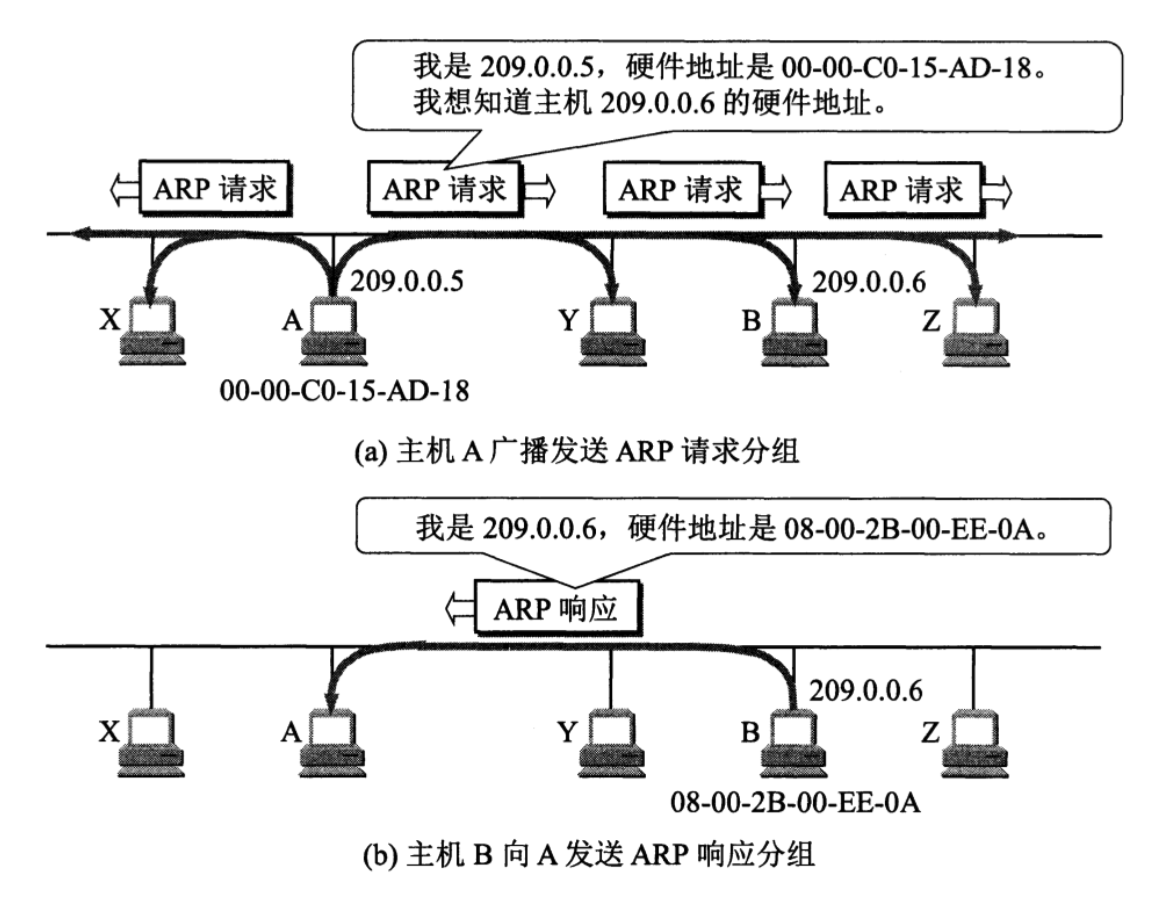 我是 209.0.0.5，硬件地址是 00-00-C0-15-AD-18。
我想知道主机 209.0.0.6 的硬件地址。
ARP 请求
ARP 请求
ARP 请求
ARP 请求
209.0.0.5
209.0.0.6
X
A
Y
B
Z
00-00-C0-15-AD-18
(a) 主机 A 广播发送 ARP 请求分组
我是 209.0.0.6，硬件地址是 08-00-2B-00-EE-0A。
ARP 响应
209.0.0.6
X
A
Y
B
Z
08-00-2B-00-EE-0A
(b) 主机 B 向 A 发送 ARP 响应分组